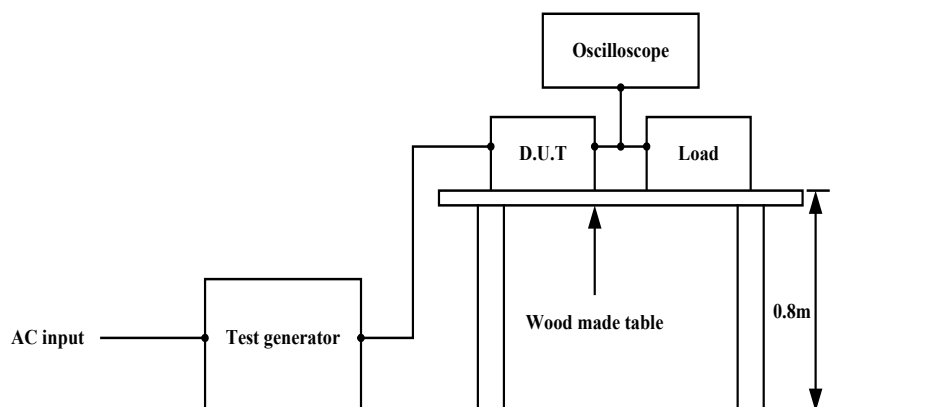 Oscilloscope
D.U.T
Load
Wood made table
0.8m
AC input
Test generator